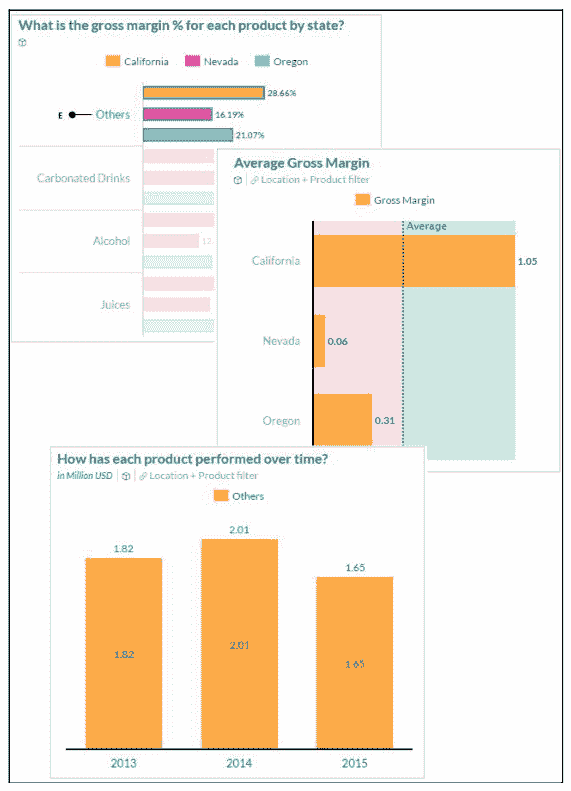 What is the gross margin % for each product by state?
California Nevada Oregon
28.66%
E Others 16.19%
21.07%
Carbonated Drinks
Alcohol 12.
Juices
Average Gross Margin
Location + Product filter
Gross Margin
Average
California 1.05
Nevada 0.06
Oregon 0.31
How has each product performed over time?
in Million USD Location + Product filter
Others
1.82 2.01 1.65
1.82 2.01 1.65
2013 2014 2015